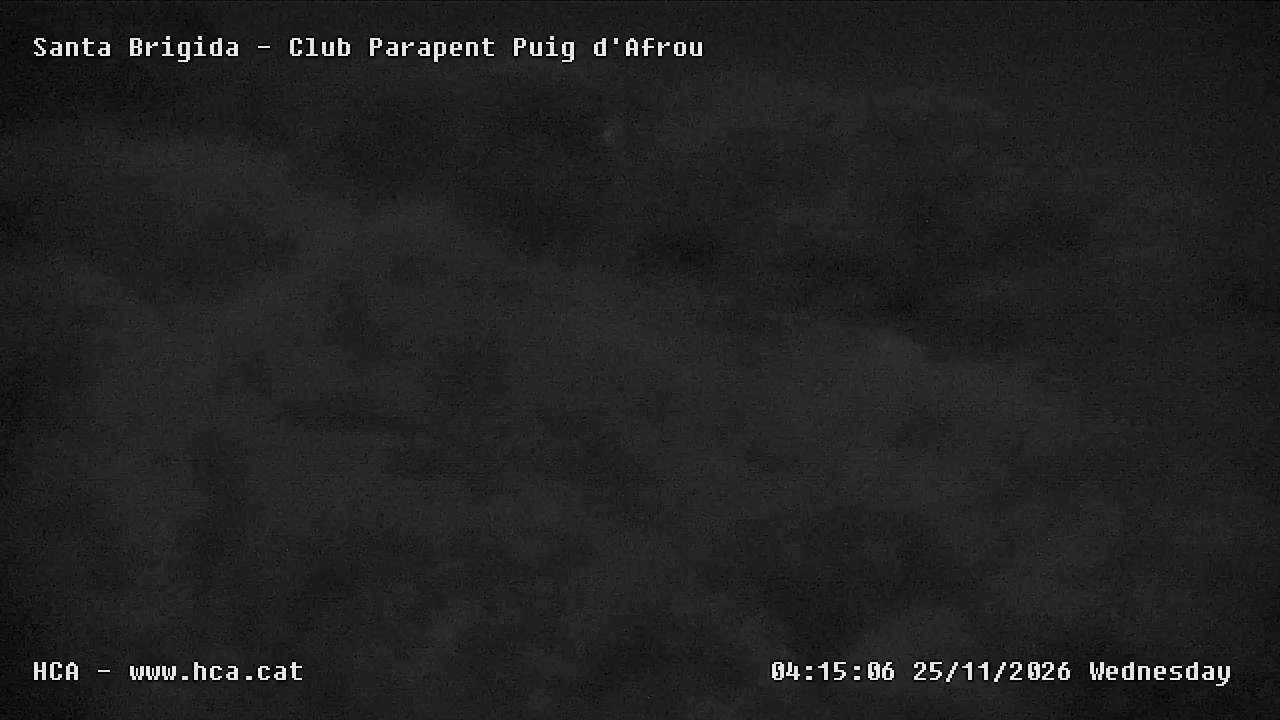 Santa Brigida - Club Parapent Puig d'Afrou
HCA - www.hca.cat
04:15:06 25/11/2026 Wednesday